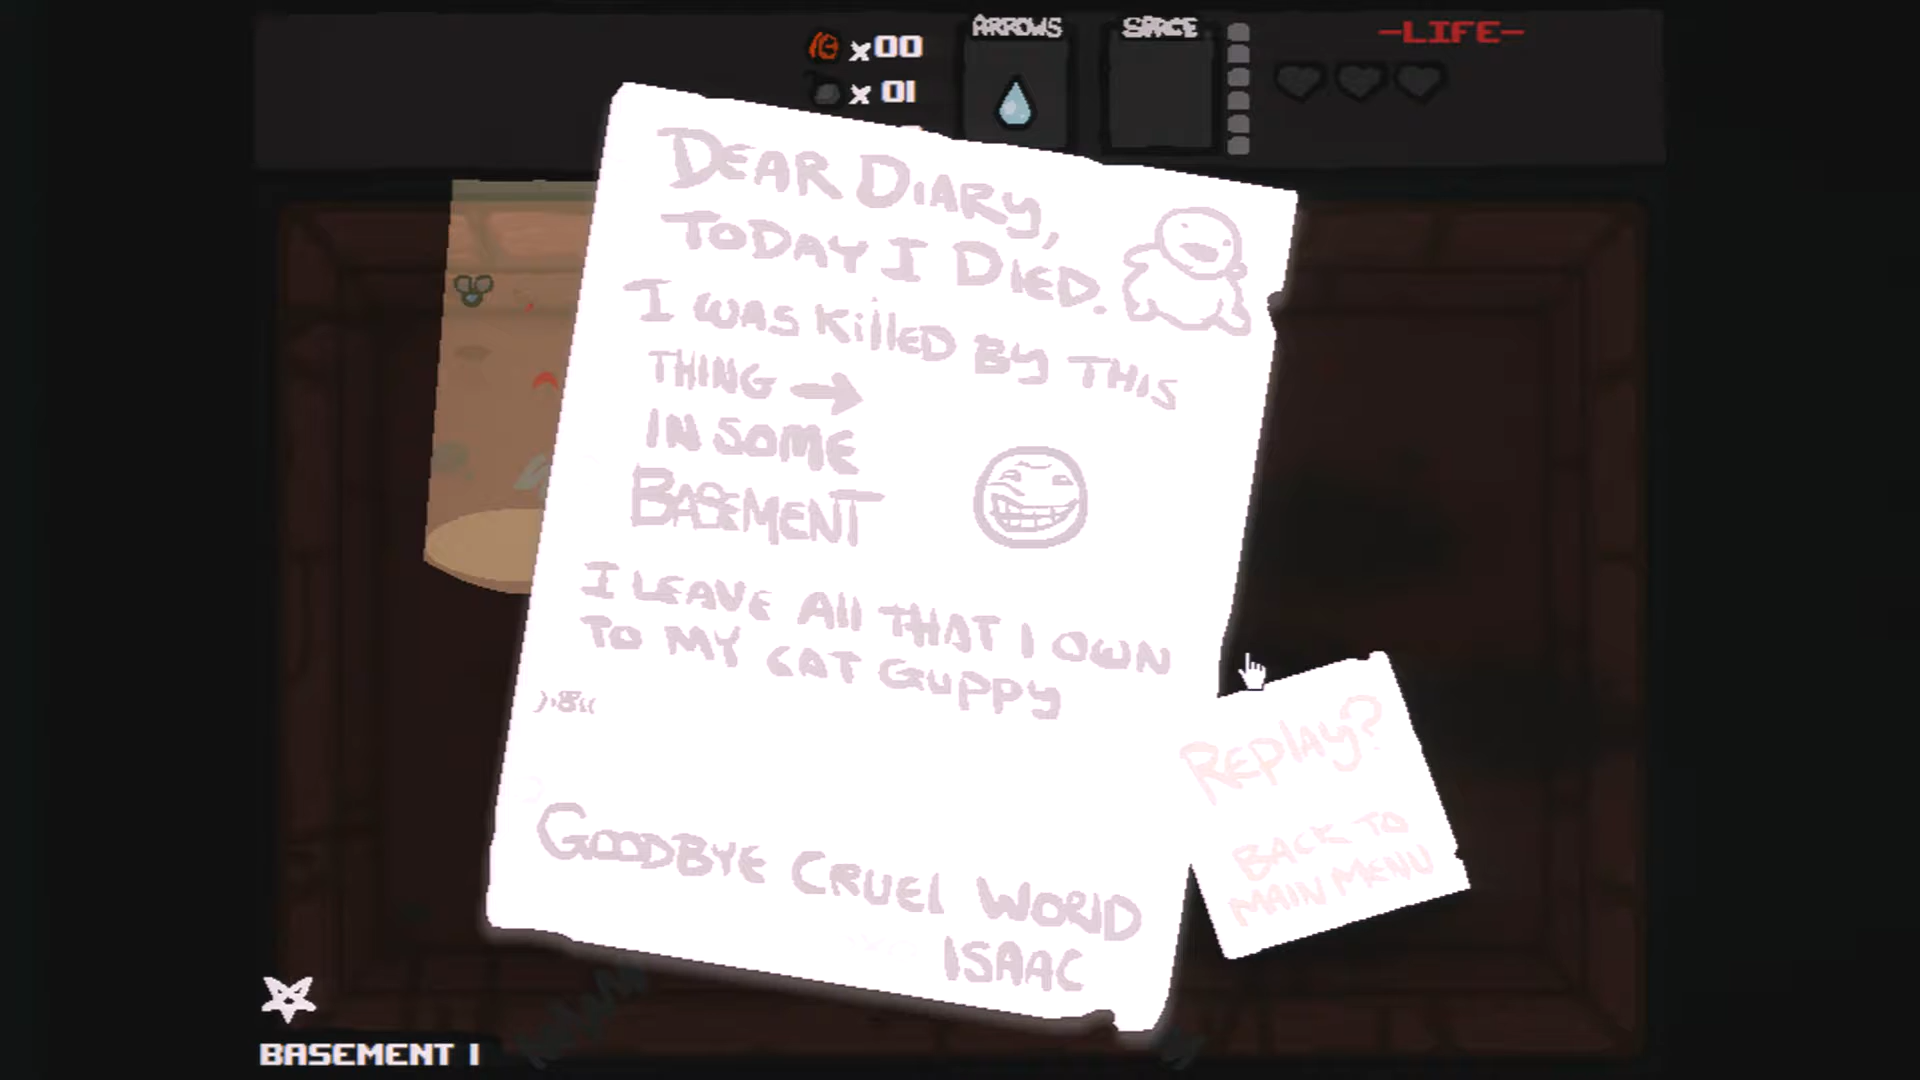 x00
x 01
ARROWS
SPACE
-LIFE-
DEAR DIARY,
TODAY I DIED.
I WAS KillED BY THIS
THING →
IN SOME
BASEMENT
I LEAVE All THAT I OWN
TO MY CAT GUPPY
GOODBYE CRUEl WORlD
ISAAC
REPlAY?
BACK TO
MAIN MENU
BASEMENT I